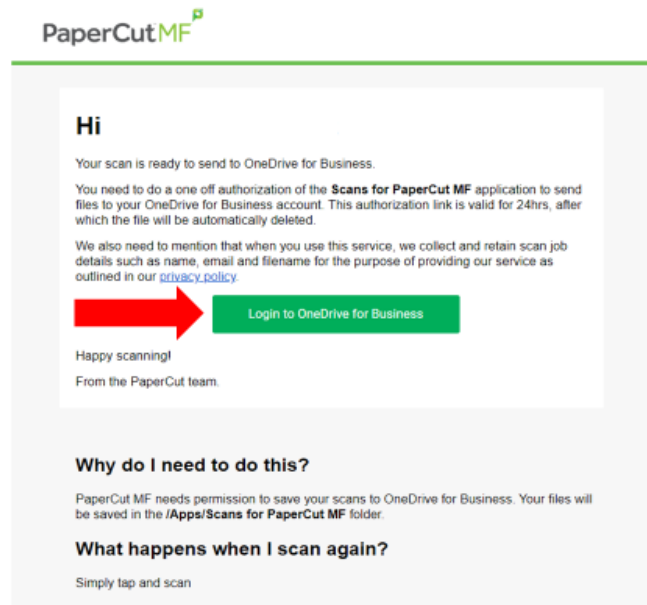 PaperCut MF
Hi
Your scan is ready to send to OneDrive for Business.
You need to do a one off authorization of the Scans for PaperCut MF application to send
files to your OneDrive for Business account. This authorization link is valid for 24hrs, after
which the file will be automatically deleted.
We also need to mention that when you use this service, we collect and retain scan job
details such as name, email and filename for the purpose of providing our service as
outlined in our privacy policy.
Login to OneDrive for Business
Happy scanning!
From the PaperCut team.
Why do I need to do this?
PaperCut MF needs permission to save your scans to OneDrive for Business. Your files will
be saved in the /Apps/Scans for PaperCut MF folder.
What happens when I scan again?
Simply tap and scan